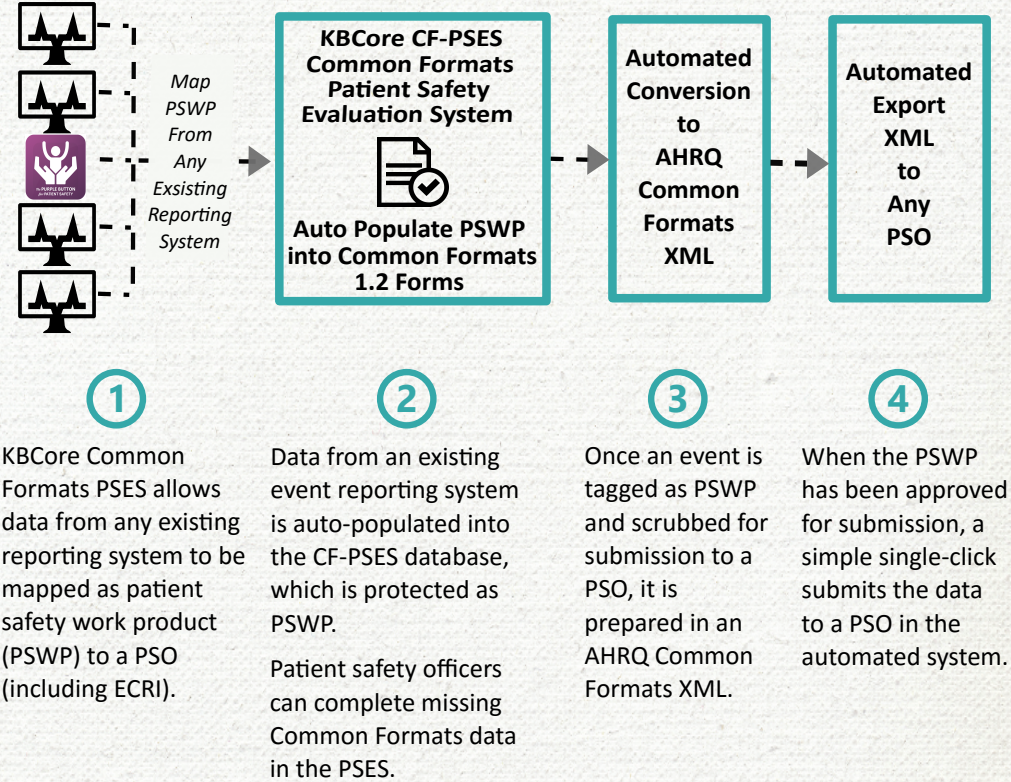 Map
PSWP
From
Any
Exsisting
Reporting
System
the PURPLE BUTTON
for PATIENT SAFETY
KBCore CF-PSES
Common Formats
Patient Safety
Evaluation System
Auto Populate PSWP
into Common Formats
1.2 Forms
Automated
Conversion
to
AHRQ
Common
Formats
XML
Automated
Export
XML
to
Any
PSO
1
KBCore Common
Formats PSES allows
data from any existing
reporting system to be
mapped as patient
safety work product
(PSWP) to a PSO
(including ECRI).
2
Data from an existing
event reporting system
is auto-populated into
the CF-PSES database,
which is protected as
PSWP.
Patient safety officers
can complete missing
Common Formats data
in the PSES.
3
Once an event is
tagged as PSWP
and scrubbed for
submission to a
PSO, it is
prepared in an
AHRQ Common
Formats XML.
4
When the PSWP
has been approved
for submission, a
simple single-click
submits the data
to a PSO in the
automated system.